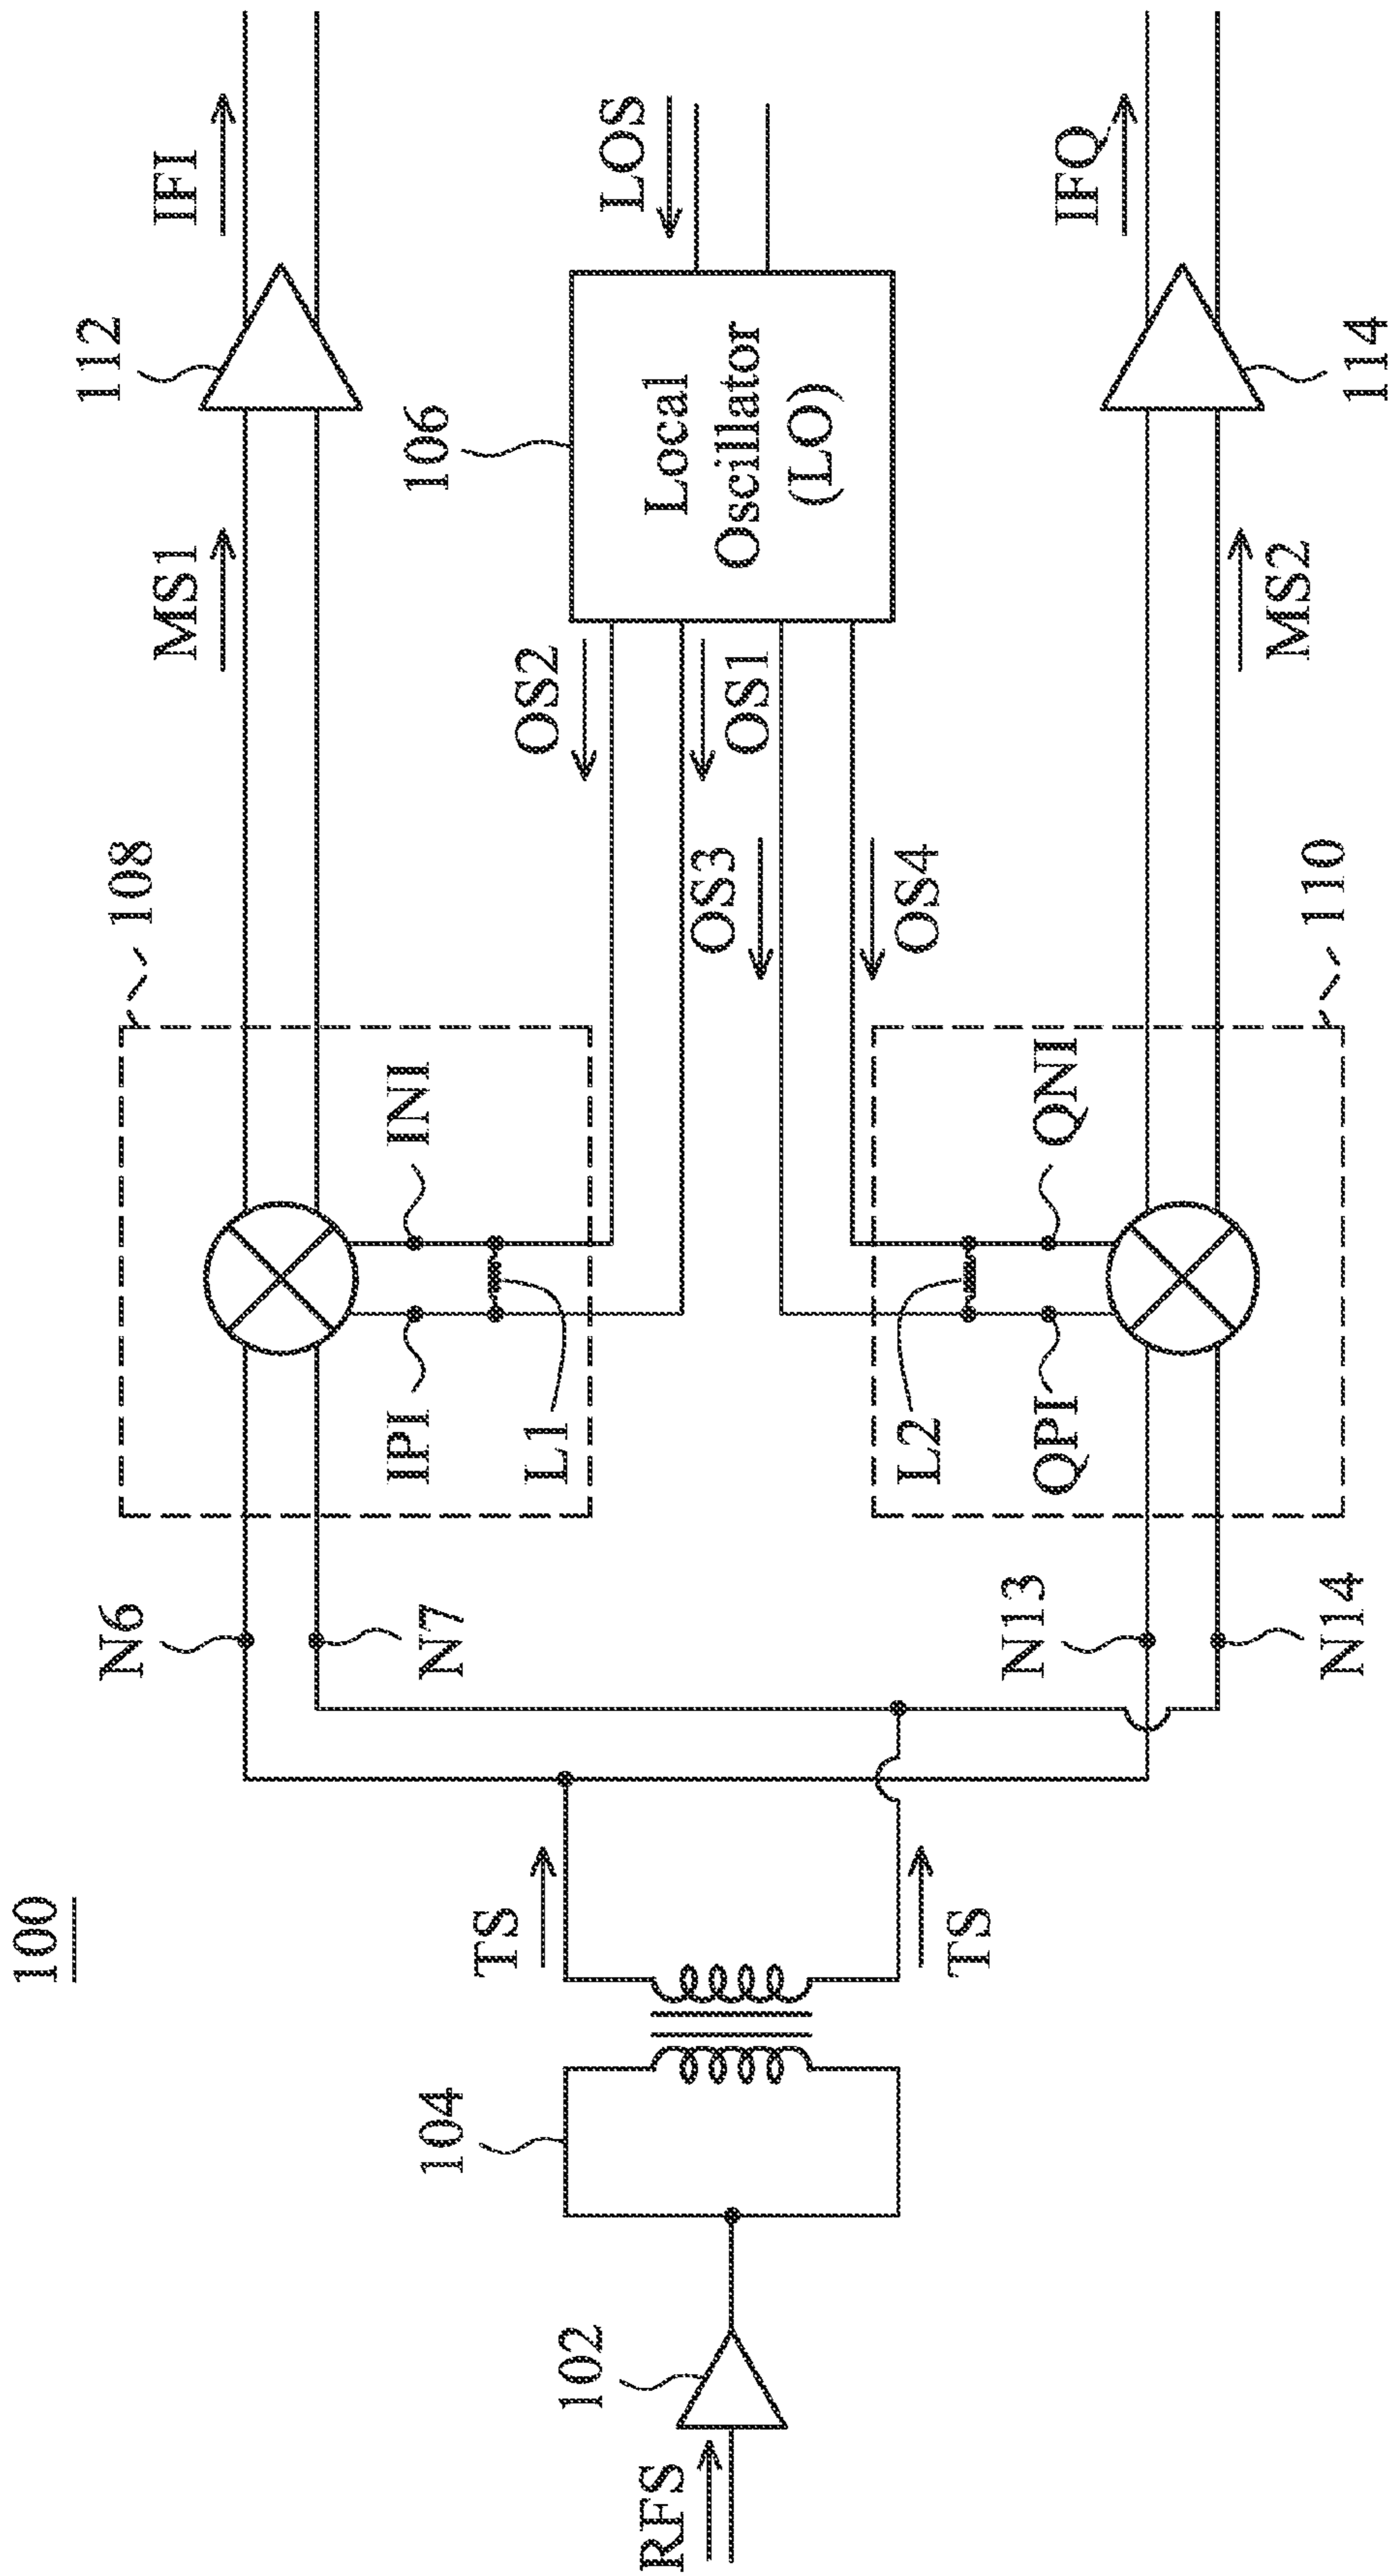 100
RFS
102
104
TS
TS
N6
N7
N13
N14
108
IPI
INI
L1
110
L2
QPI
QNI
OS2
OS1
OS3
OS4
MS1
MS2
106
Local
Oscillator
(LO)
112
114
IFI
LOS
IFQ